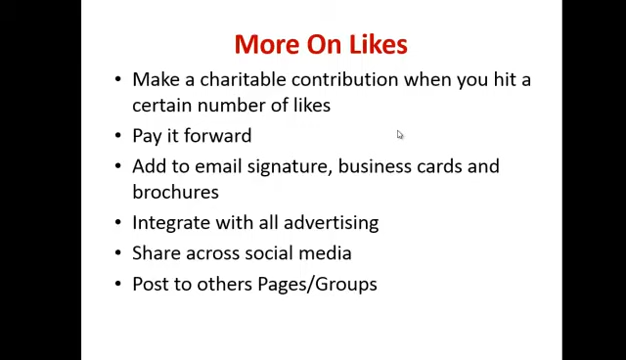 More On Likes
• Make a charitable contribution when you hit a
certain number of likes
• Pay it forward
• Add to email signature, business cards and
brochures
• Integrate with all advertising
• Share across social media
• Post to others Pages/Groups